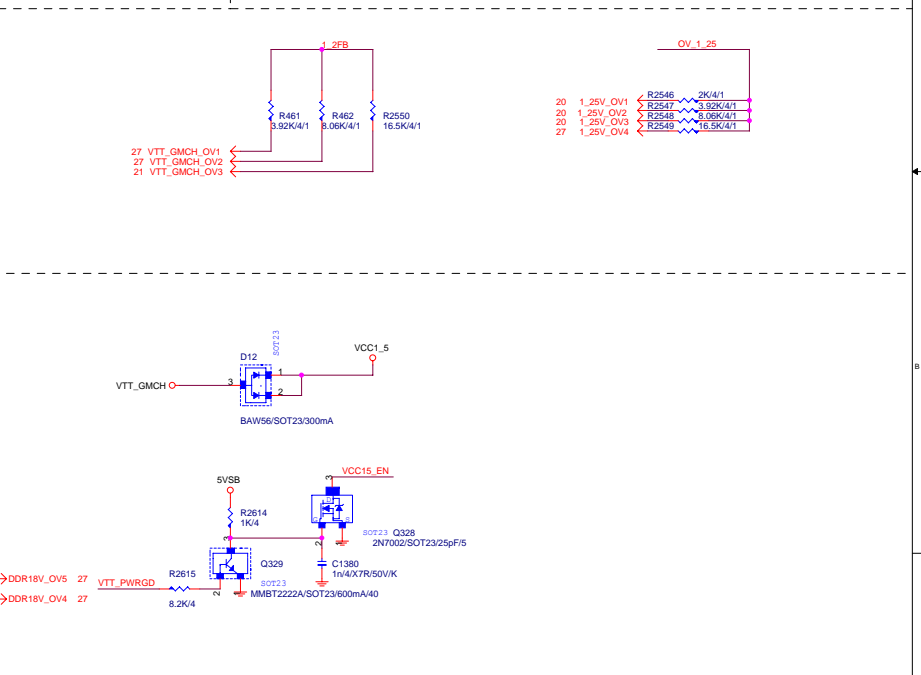 1_2FB
OV_1_25
R461
3.92K/4/1
R462
8.06K/4/1
R2550
16.5K/4/1
27 VTT_GMCH_OV1
27 VTT_GMCH_OV2
21 VTT_GMCH_OV3
20 1_25V_OV1 R2546 2K/4/1
20 1_25V_OV2 R2547 3.92K/4/1
20 1_25V_OV3 R2548 8.06K/4/1
27 1_25V_OV4 R2549 16.5K/4/1
B
D12
SOT23
VCC1_5
VTT_GMCH
3
1
2
BAW56/SOT23/300mA
5VSB
R2614
1K/4
3
VCC15_EN
3
D
G
S
2
1
SOT23 Q328
2N7002/SOT23/25pF/5
C1380
1n/4/X7R/50V/K
Q329
SOT23
MMBT2222A/SOT23/600mA/40
2
1
R2615
8.2K/4
VTT_PWRGD
DDR18V_OV5 27
DDR18V_OV4 27